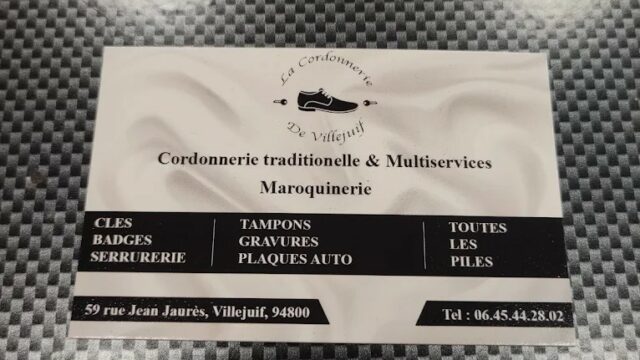 La Cordonnerie
De Villejuif
Cordonnerie traditionelle & Multiservices
Maroquinerie
CLES
BADGES
SERRURERIE
TAMPONS
GRAVURES
PLAQUES AUTO
TOUTES
LES
PILES
59 rue Jean Jaurès, Villejuif, 94800
Tel : 06.45.44.28.02